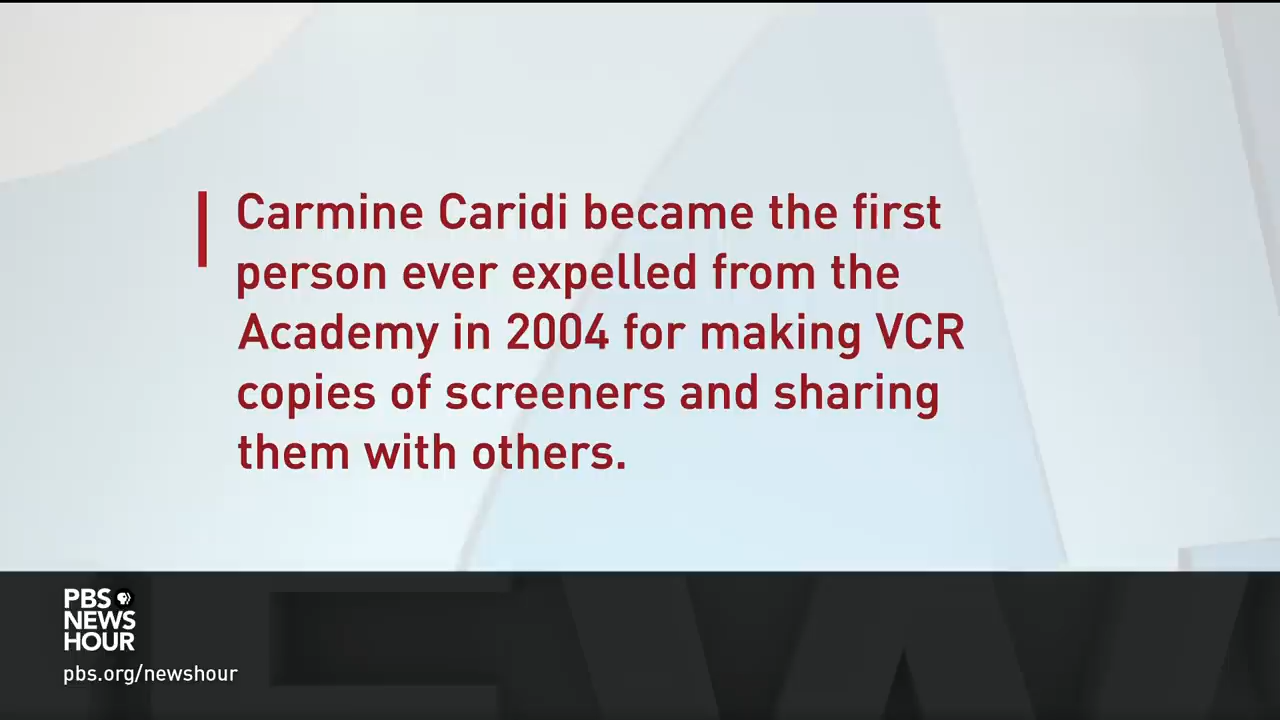 Carmine Caridi became the first
person ever expelled from the
Academy in 2004 for making VCR
copies of screeners and sharing
them with others.
PBS
NEWS
HOUR
pbs.org/newshour